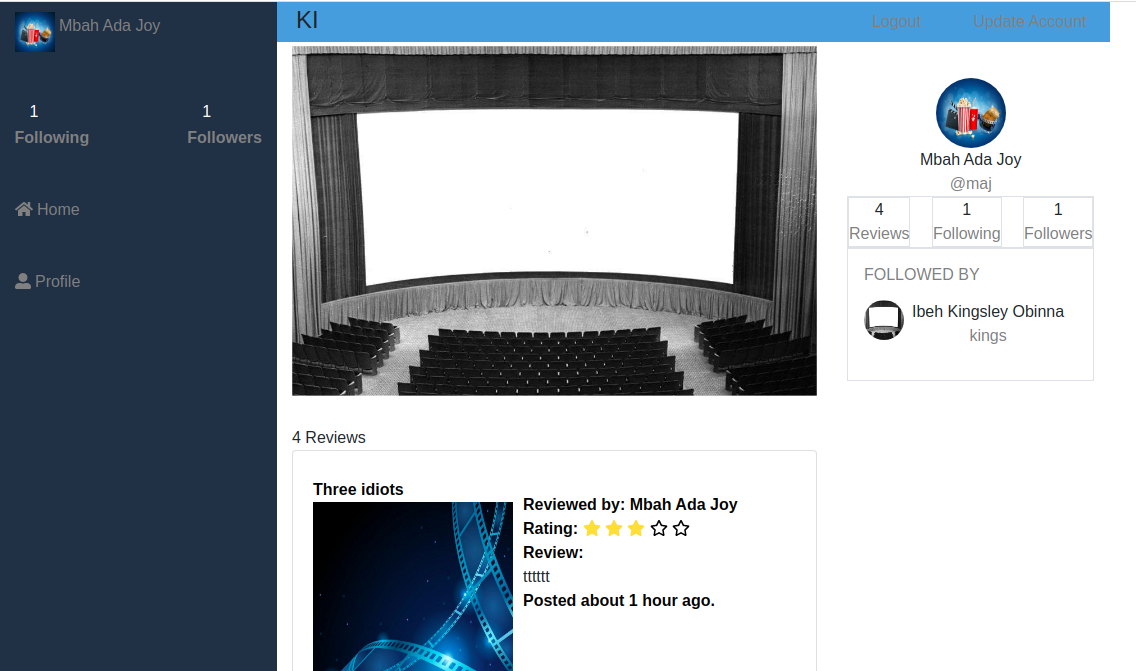 Mbah Ada Joy
1
1
Following
Followers
Home
Profile
KI
Logout
Update Account
4 Reviews
Three idiots
Reviewed by: Mbah Ada Joy
Rating:
Review:
tttttt
Posted about 1 hour ago.
Mbah Ada Joy
@maj
4
1
1
Reviews
Following
Followers
FOLLOWED BY
Ibeh Kingsley Obinna
kings